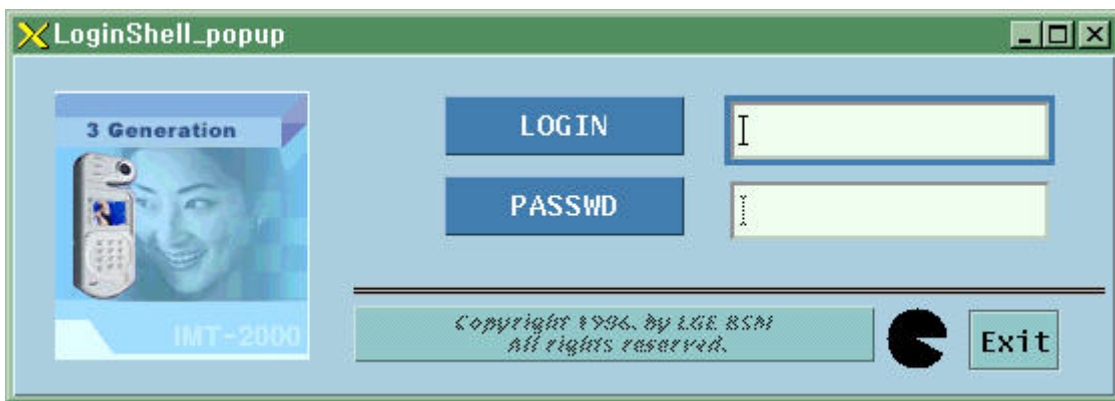 LoginShell_popup
3 Generation
IMT-2000
LOGIN
PASSWD
Copyright 1996, by LGE BSM
All rights reserved.
Exit